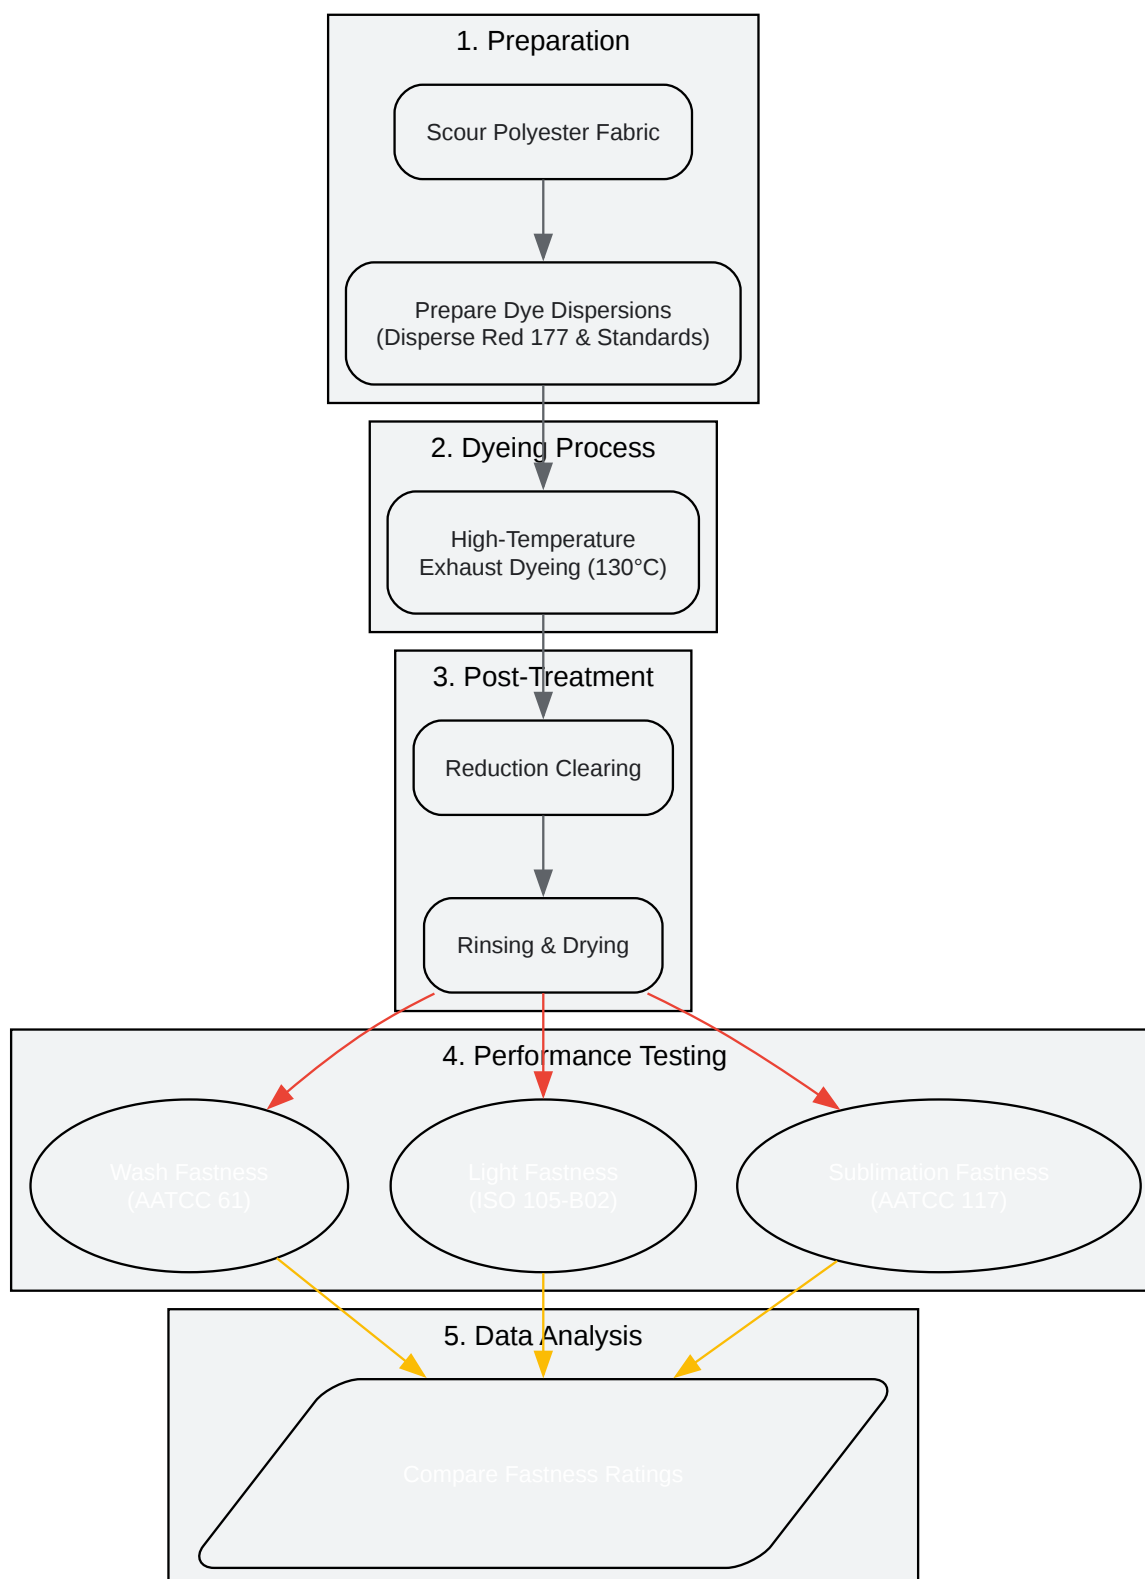 1. Preparation
Scour Polyester Fabric
Prepare Dye Dispersions
(Disperse Red 177 & Standards)
2. Dyeing Process
High-Temperature
Exhaust Dyeing (130°C)
3. Post-Treatment
Reduction Clearing
Rinsing & Drying
4. Performance Testing
Wash Fastness
(AATCC 61)
Light Fastness
(ISO 105-B02)
Sublimation Fastness
(AATCC 117)
5. Data Analysis
Compare Fastness Ratings